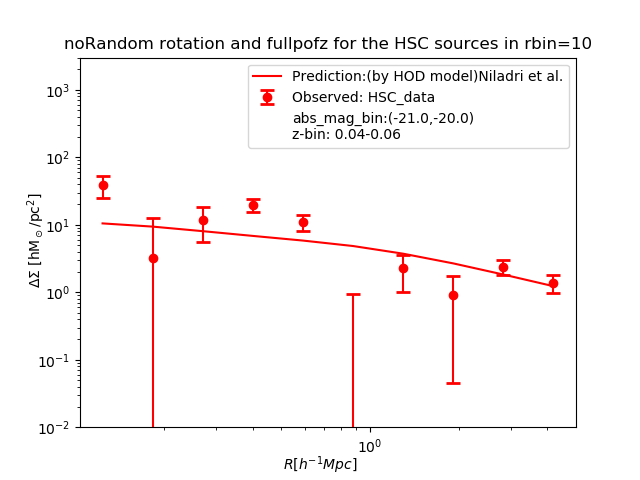 noRandom rotation and fullpofz for the HSC sources in rbin=10
Prediction:(by HOD model)Niladri et al.
Observed: HSC_data
abs_mag_bin:(-21.0,-20.0)
z-bin: 0.04-0.06
10³
10²
10¹
10⁰
10⁻¹
10⁻²
ΔΣ [hM⊙/pc²]
10⁰
R[h⁻¹Mpc]